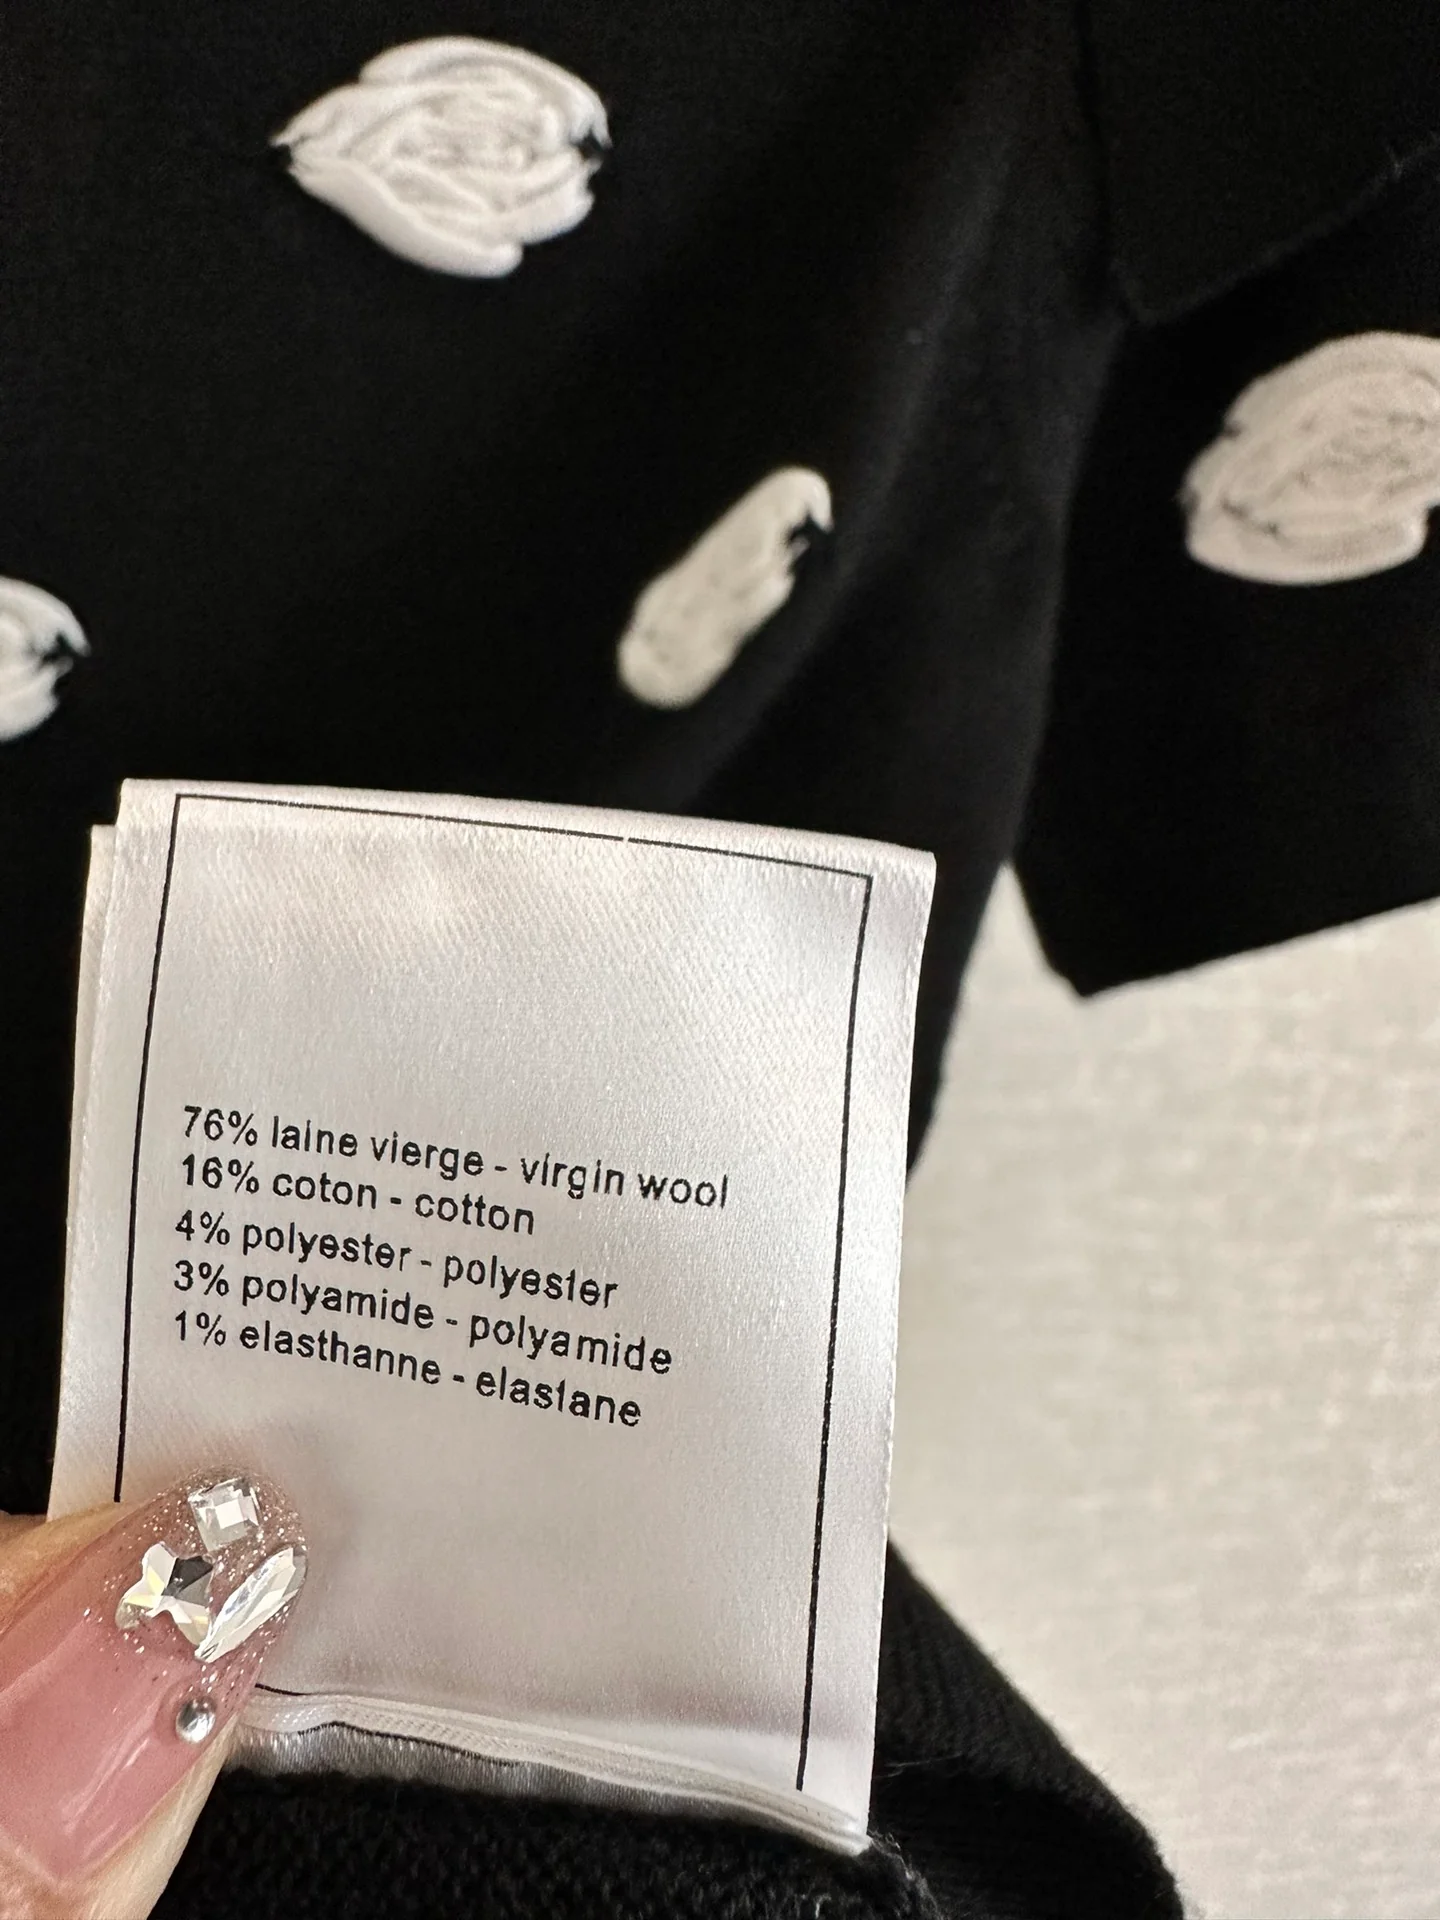 76% laine vierge - virgin wool
16% coton - cotton
4% polyester - polyester
3% polyamide - polyamide
1% elasthanne - elastane